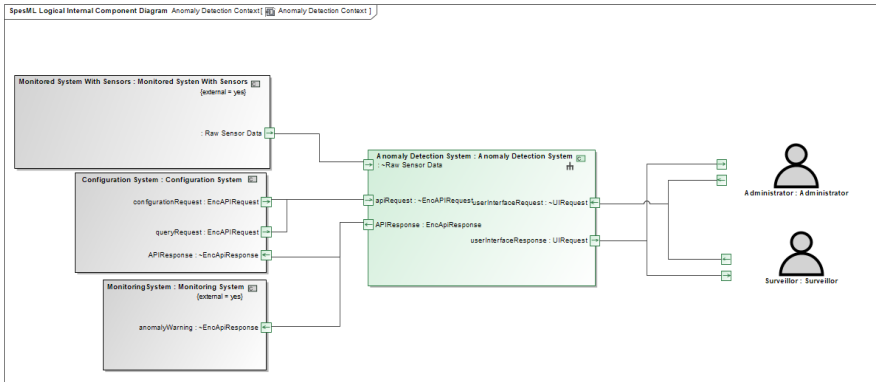 SpesML Logical Internal Component Diagram Anomaly Detection Context[ Anomaly Detection Context ]
Monitored System With Sensors : Monitored Systen With Sensors
{external = yes}
: Raw Sensor Data
Configuration System : Configuration System
configurationRequest : EncAPIRequest
queryRequest : EncAPIRequest
APIResponse : ~EncApiResponse
MonitoringSystem : Monitoring System
{external = yes}
anomalyWarning : ~EncApiResponse
Anomaly Detection System : Anomaly Detection System
: ~Raw Sensor Data
apiRequest : ~EncAPIRequest
userInterfaceRequest : ~UIRequest
APIResponse : EncApiResponse
userInterfaceResponse : UIRequest
Administrator : Administrator
Surveillor : Surveillor